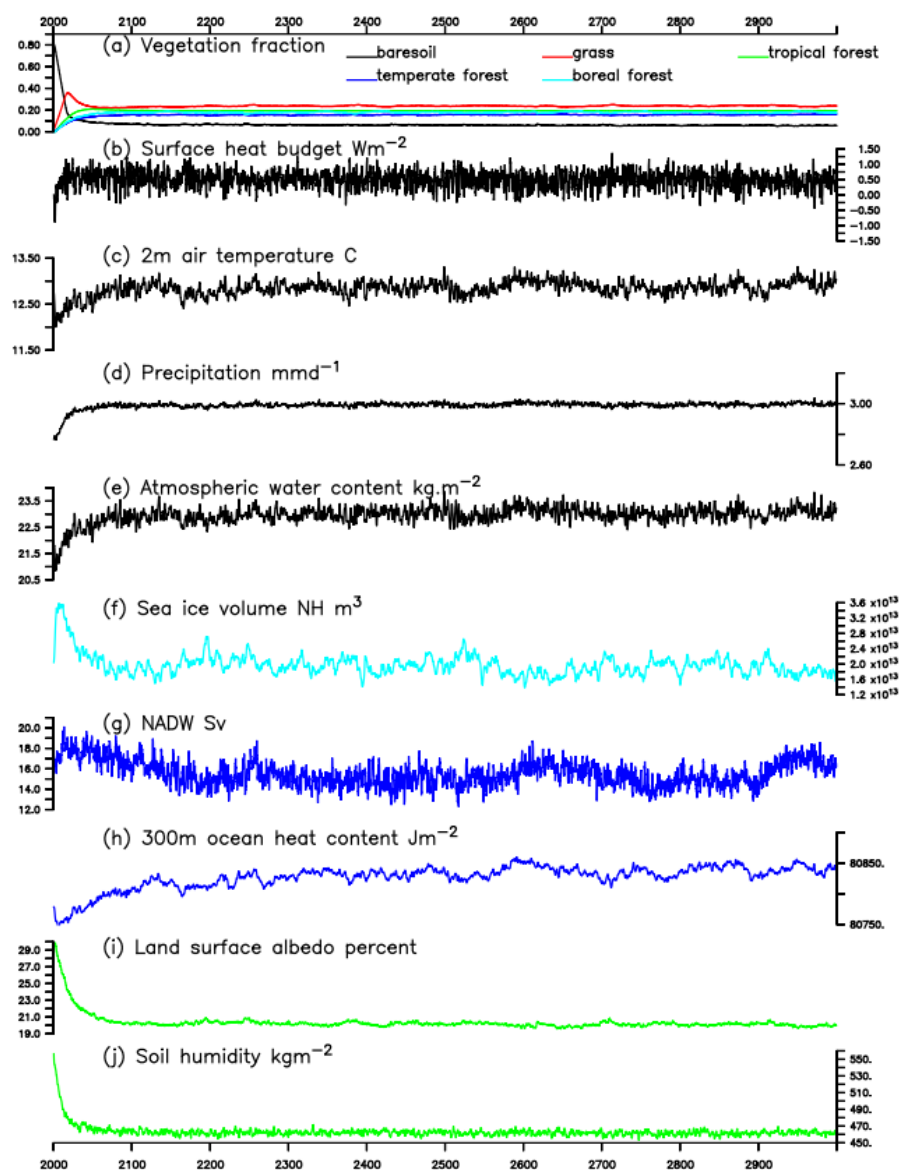 2000 2100 2200 2300 2400 2500 2600 2700 2800 2900
(a) Vegetation fraction
baresoil grass tropical forest
temperate forest boreal forest
0.80
0.60
0.40
0.20
0.00
(b) Surface heat budget Wm⁻²
1.50
1.00
0.50
0.00
−0.50
−1.00
−1.50
(c) 2m air temperature C
13.50
12.50
11.50
(d) Precipitation mmd⁻¹
3.00
2.60
(e) Atmospheric water content kg.m⁻²
23.5
22.5
21.5
20.5
(f) Sea ice volume NH m³
3.6 x10¹³
3.2 x10¹³
2.8 x10¹³
2.4 x10¹³
2.0 x10¹³
1.6 x10¹³
1.2 x10¹³
(g) NADW Sv
20.0
18.0
16.0
14.0
12.0
(h) 300m ocean heat content Jm⁻²
80850.
80750.
(i) Land surface albedo percent
29.0
27.0
25.0
23.0
21.0
19.0
(j) Soil humidity kgm⁻²
550.
530.
510.
490.
470.
450.
2000 2100 2200 2300 2400 2500 2600 2700 2800 2900